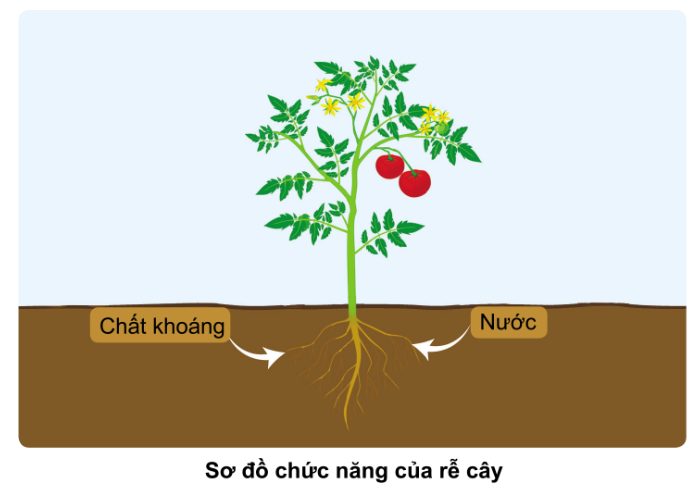 Chất khoáng
Nước
Sơ đồ chức năng của rễ cây